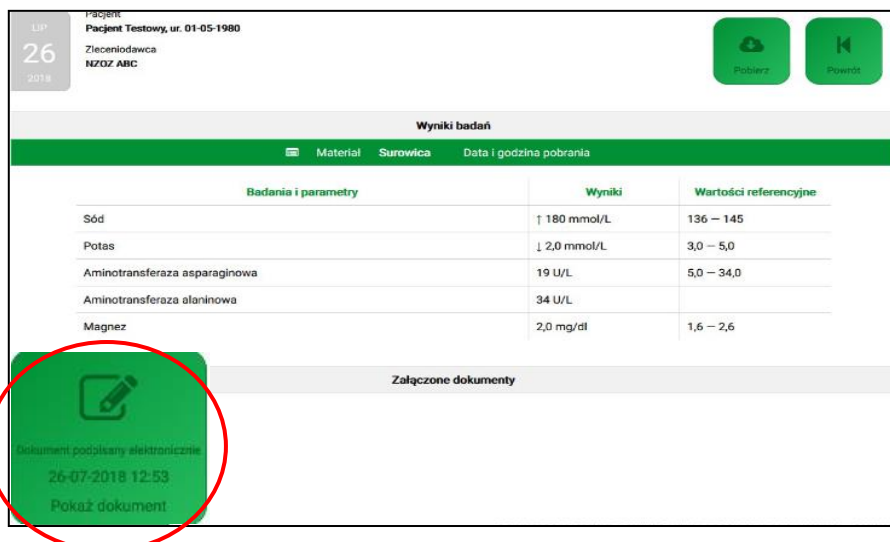 LIP
26
2018
Pacjent
Pacjent Testowy, ur. 01-05-1980
Zleceniodawca
NZOZ ABC
Pobierz
Powrót
Wyniki badań
Materiał Surowica Data i godzina pobrania
Badania i parametry Wyniki Wartości referencyjne
Sód ↑ 180 mmol/L 136 — 145
Potas ↓ 2,0 mmol/L 3,0 — 5,0
Aminotransferaza asparaginowa 19 U/L 5,0 — 34,0
Aminotransferaza alaninowa 34 U/L
Magnez 2,0 mg/dl 1,6 — 2,6
Załączone dokumenty
Dokument podpisany elektronicznie
26-07-2018 12:53
Pokaż dokument